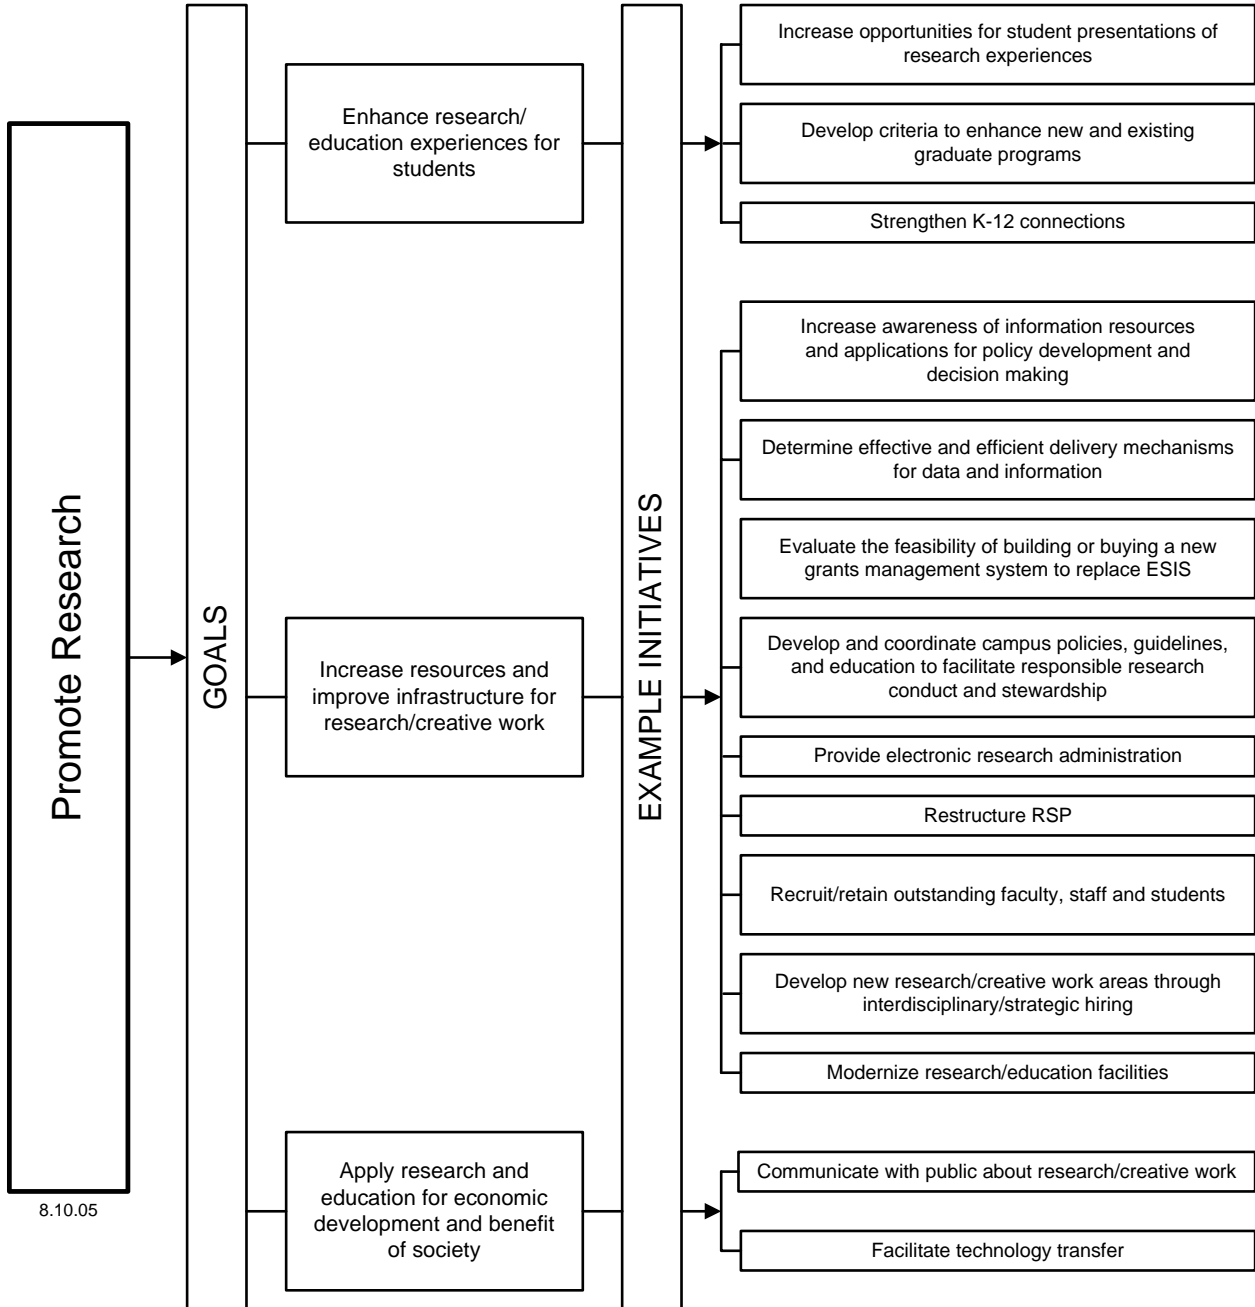 Promote Research
8.10.05
GOALS
Enhance research/
education experiences for
students
Increase resources and
improve infrastructure for
research/creative work
Apply research and
education for economic
development and benefit
of society
EXAMPLE INITIATIVES
Increase opportunities for student presentations of
research experiences
Develop criteria to enhance new and existing
graduate programs
Strengthen K-12 connections
Increase awareness of information resources
and applications for policy development and
decision making
Determine effective and efficient delivery mechanisms
for data and information
Evaluate the feasibility of building or buying a new
grants management system to replace ESIS
Develop and coordinate campus policies, guidelines,
and education to facilitate responsible research
conduct and stewardship
Provide electronic research administration
Restructure RSP
Recruit/retain outstanding faculty, staff and students
Develop new research/creative work areas through
interdisciplinary/strategic hiring
Modernize research/education facilities
Communicate with public about research/creative work
Facilitate technology transfer